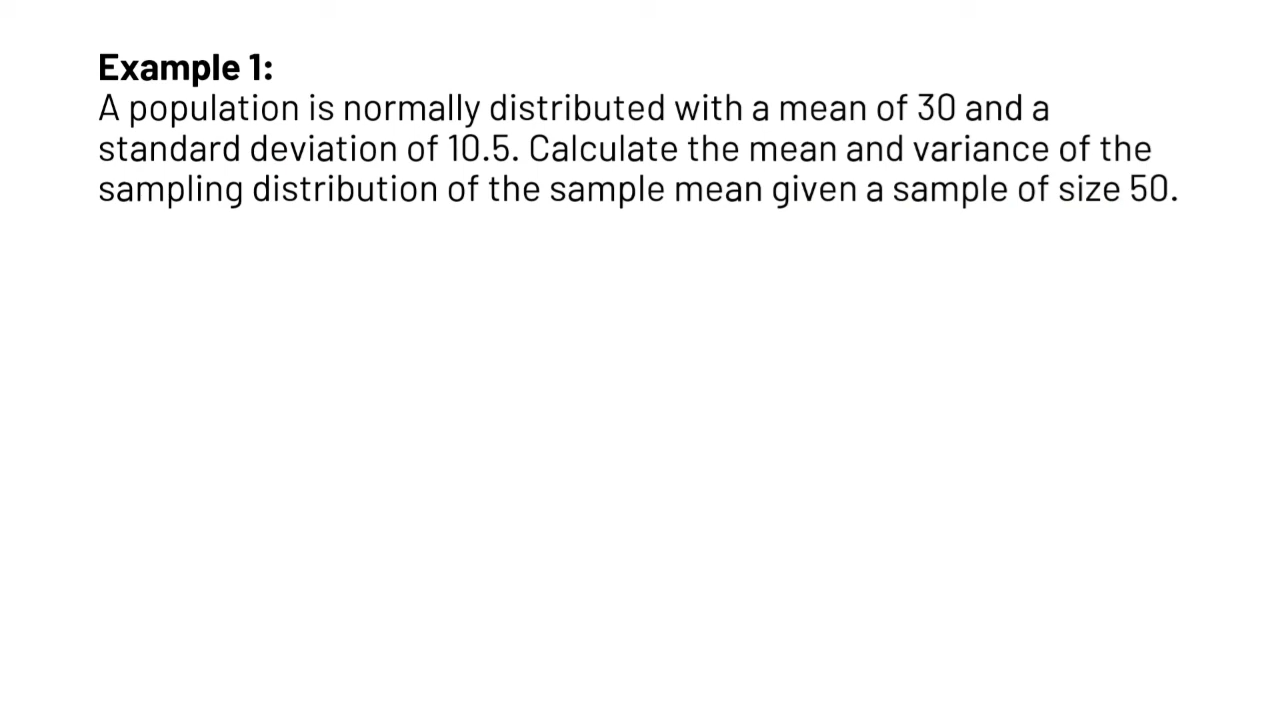 Example 1:
A population is normally distributed with a mean of 30 and a
standard deviation of 10.5. Calculate the mean and variance of the
sampling distribution of the sample mean given a sample of size 50.